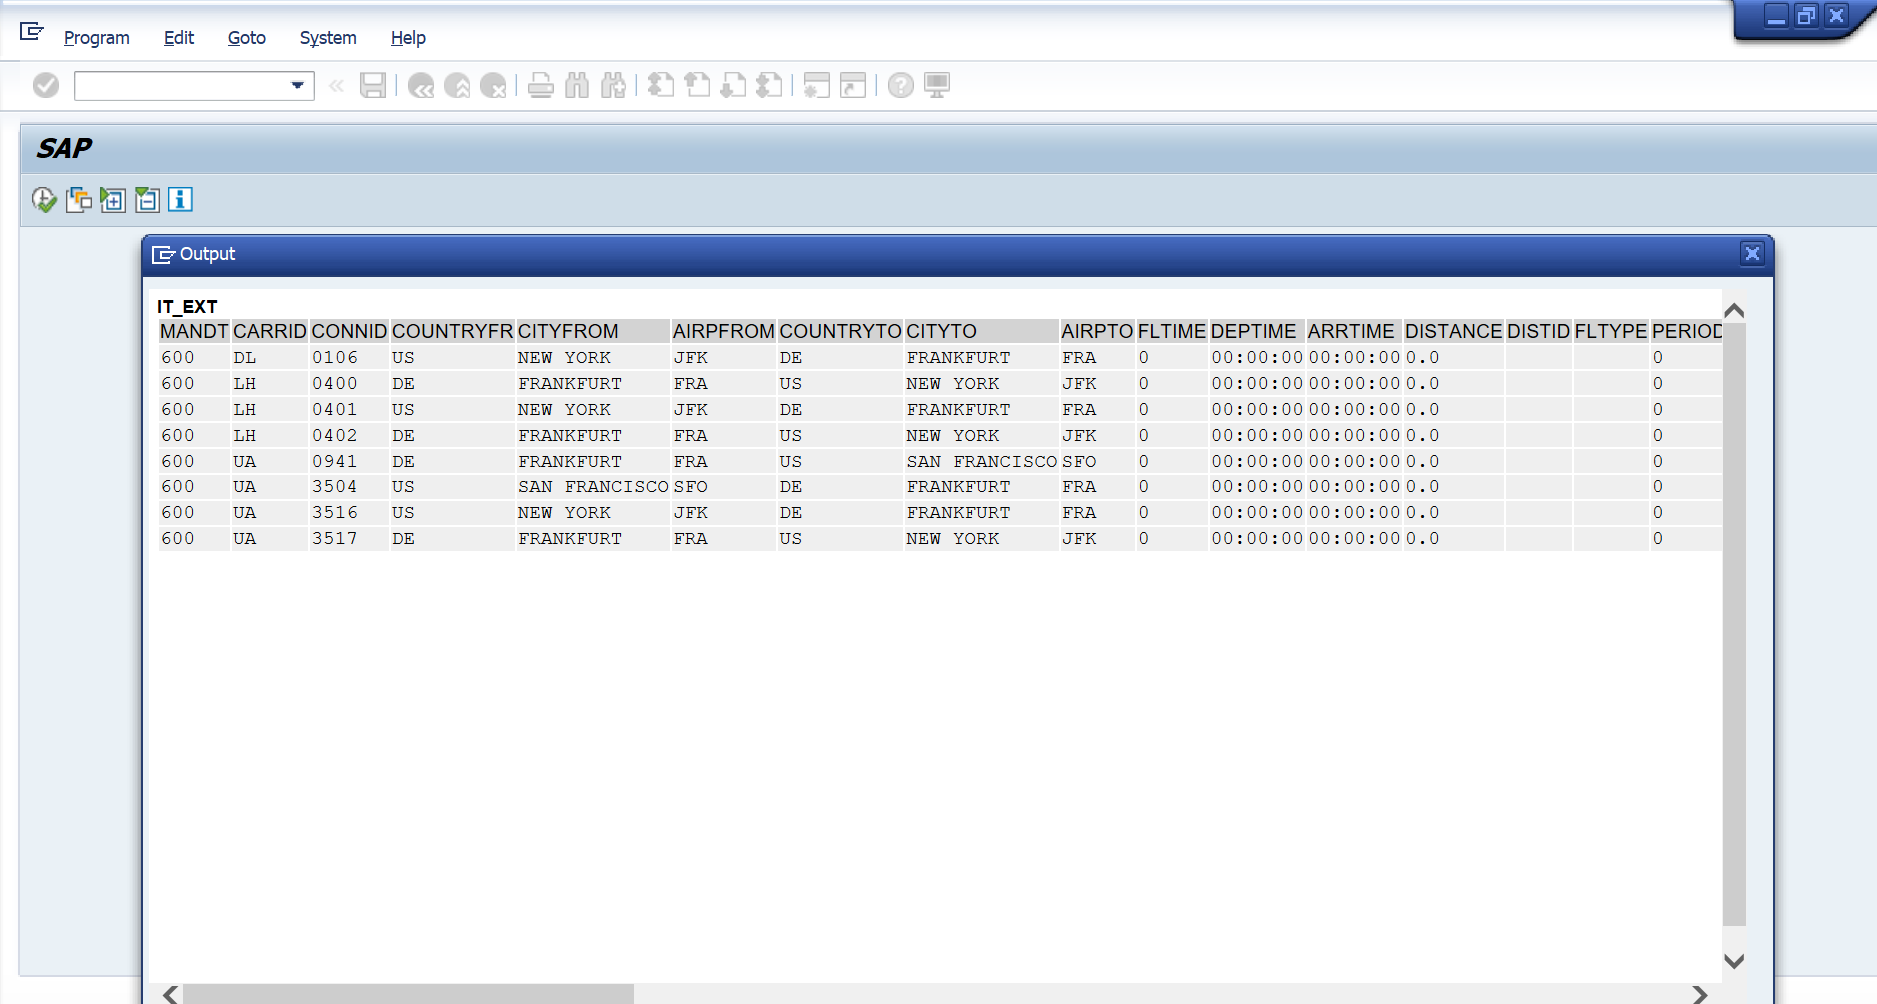 Program Edit Goto System Help
SAP
Output
IT_EXT
MANDT CARRID CONNID COUNTRYFR CITYFROM AIRPFROM COUNTRYTO CITYTO AIRPTO FLTIME DEPTIME ARRTIME DISTANCE DISTID FLTYPE PERIOD
600 DL 0106 US NEW YORK JFK DE FRANKFURT FRA 0 00:00:00 00:00:00 0.0 0
600 LH 0400 DE FRANKFURT FRA US NEW YORK JFK 0 00:00:00 00:00:00 0.0 0
600 LH 0401 US NEW YORK JFK DE FRANKFURT FRA 0 00:00:00 00:00:00 0.0 0
600 LH 0402 DE FRANKFURT FRA US NEW YORK JFK 0 00:00:00 00:00:00 0.0 0
600 UA 0941 DE FRANKFURT FRA US SAN FRANCISCO SFO 0 00:00:00 00:00:00 0.0 0
600 UA 3504 US SAN FRANCISCO SFO DE FRANKFURT FRA 0 00:00:00 00:00:00 0.0 0
600 UA 3516 US NEW YORK JFK DE FRANKFURT FRA 0 00:00:00 00:00:00 0.0 0
600 UA 3517 DE FRANKFURT FRA US NEW YORK JFK 0 00:00:00 00:00:00 0.0 0